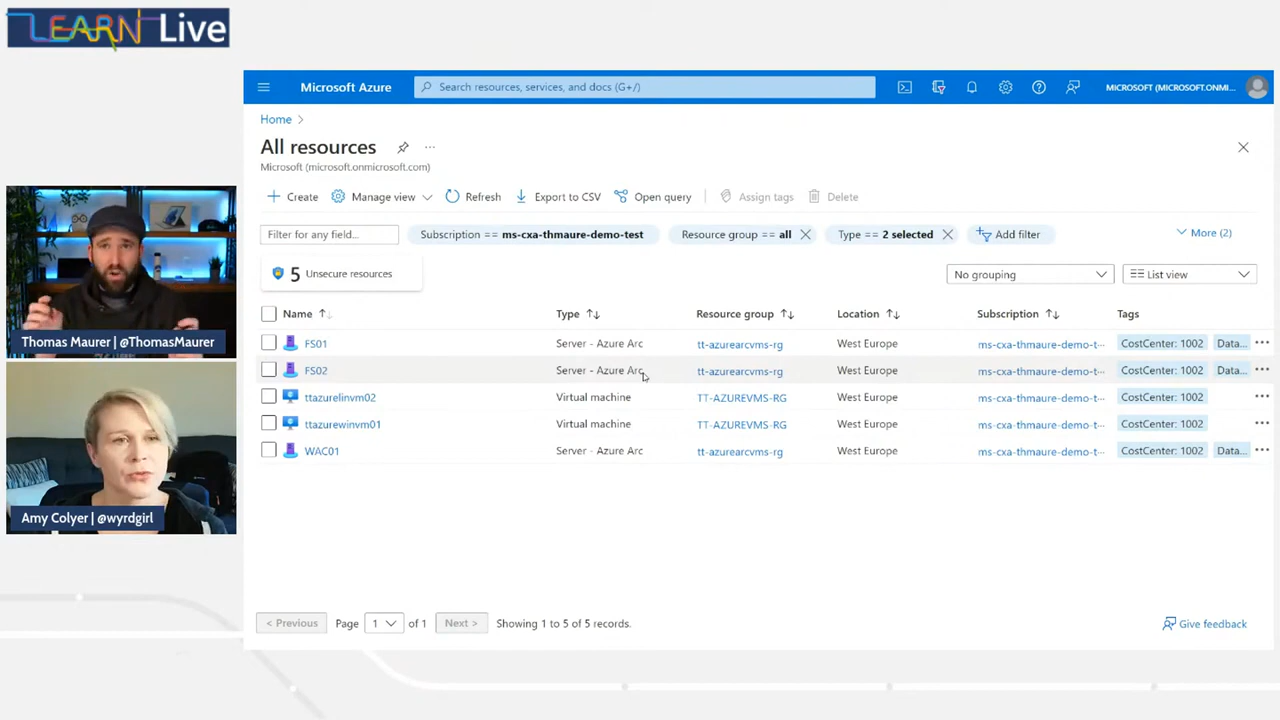 LEARN Live
Microsoft Azure
Search resources, services, and docs (G+/)
MICROSOFT (MICROSOFT.ONMI...
Home >
All resources
...
Microsoft (microsoft.onmicrosoft.com)
+ Create
Manage view
Refresh
Export to CSV
Open query
Assign tags
Delete
Filter for any field...
Subscription == ms-cxa-thmaure-demo-test
Resource group == all
Type == 2 selected
Add filter
More (2)
5 Unsecure resources
No grouping
List view
Name Type Resource group Location Subscription Tags
FS01 Server - Azure Arc tt-azurearcvms-rg West Europe ms-cxa-thmaure-demo-t... CostCenter: 1002 Data... ...
FS02 Server - Azure Arc tt-azurearcvms-rg West Europe ms-cxa-thmaure-demo-t... CostCenter: 1002 Data... ...
ttazurelinvm02 Virtual machine TT-AZUREVMS-RG West Europe ms-cxa-thmaure-demo-t... CostCenter: 1002 ...
ttazurewinvm01 Virtual machine TT-AZUREVMS-RG West Europe ms-cxa-thmaure-demo-t... CostCenter: 1002 ...
WAC01 Server - Azure Arc tt-azurearcvms-rg West Europe ms-cxa-thmaure-demo-t... CostCenter: 1002 Data... ...
< Previous Page 1 of 1 Next > Showing 1 to 5 of 5 records.
Give feedback
Thomas Maurer | @ThomasMaurer
Amy Colyer | @wyrdgirl